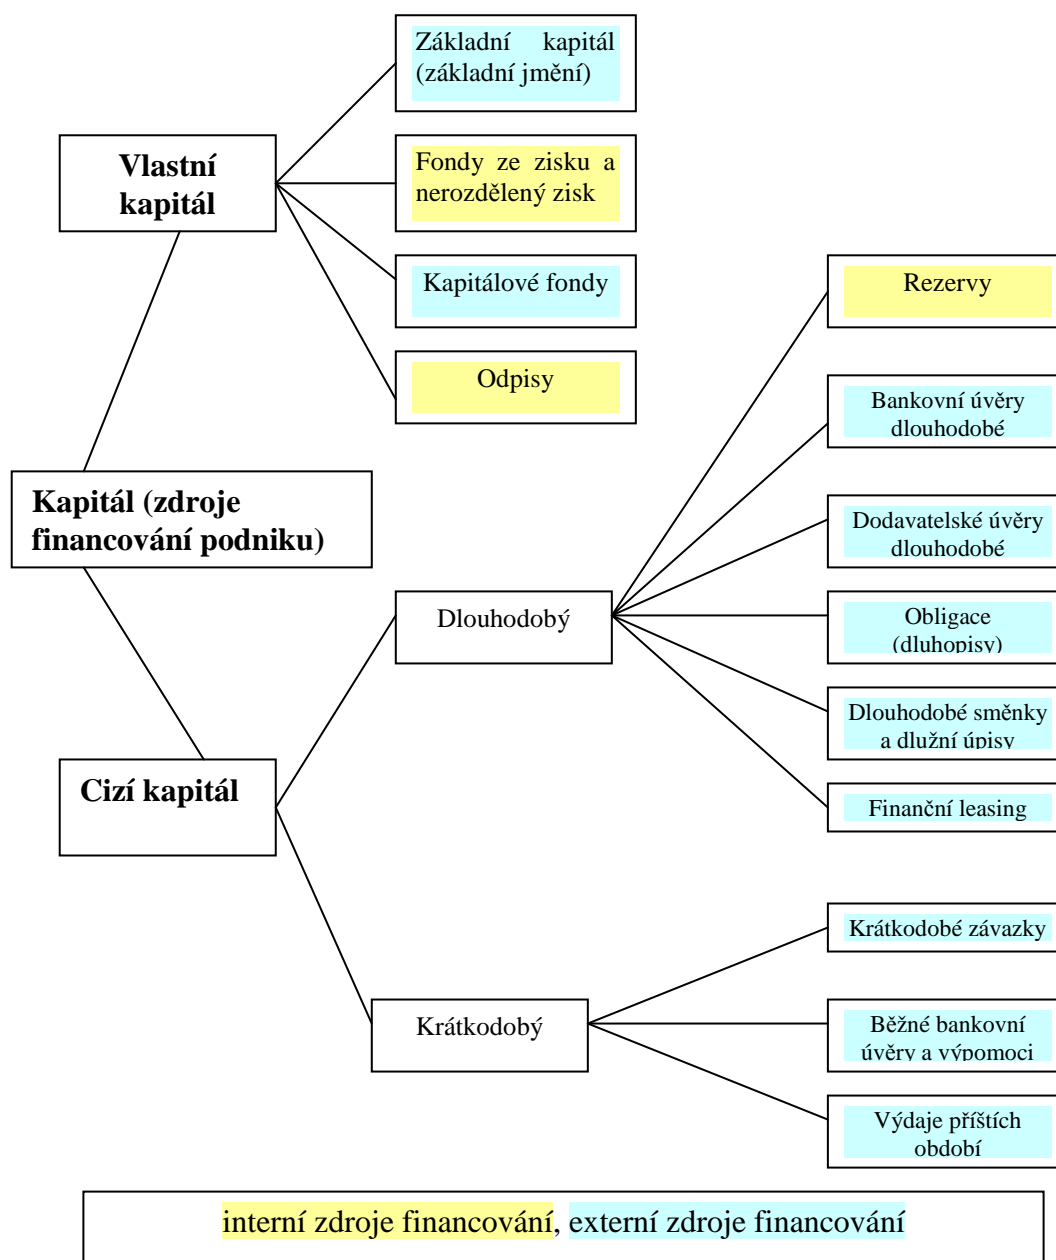 Základní kapitál
(základní jmění)
Vlastní
kapitál
Fondy ze zisku a
nerozdělený zisk
Kapitálové fondy
Odpisy
Rezervy
Bankovní úvěry
dlouhodobé
Kapitál (zdroje
financování podniku)
Dodavatelské úvěry
dlouhodobé
Dlouhodobý
Obligace
(dluhopisy)
Dlouhodobé směnky
a dlužní úpisy
Cizí kapitál
Finanční leasing
Krátkodobé závazky
Krátkodobý
Běžné bankovní
úvěry a výpomoci
Výdaje příštích
období
interní zdroje financování, externí zdroje financování